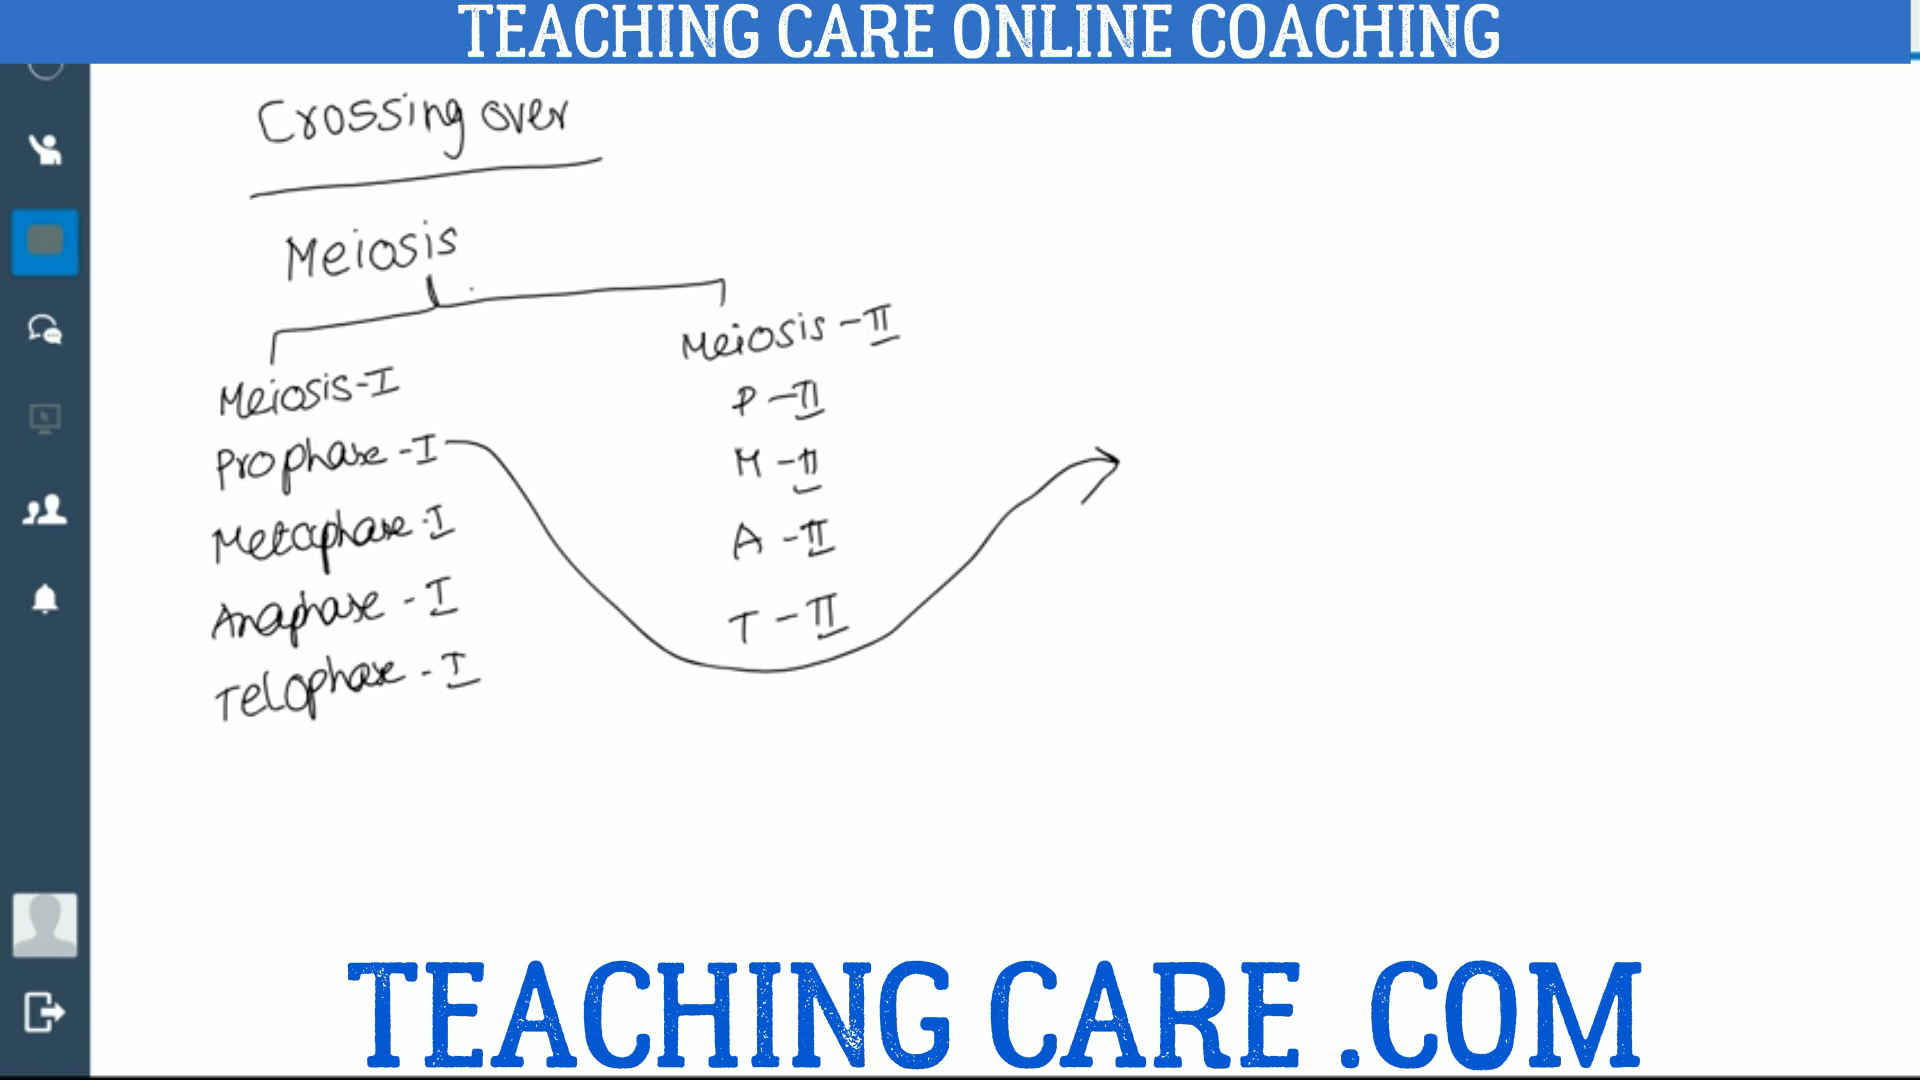 TEACHING CARE ONLINE COACHING
Crossing over
Meiosis
Meiosis-I
Prophase-I
Metaphase-I
Anaphase-I
Telophase-I
Meiosis-II
P-II
M-II
A-II
T-II
TEACHING CARE .COM